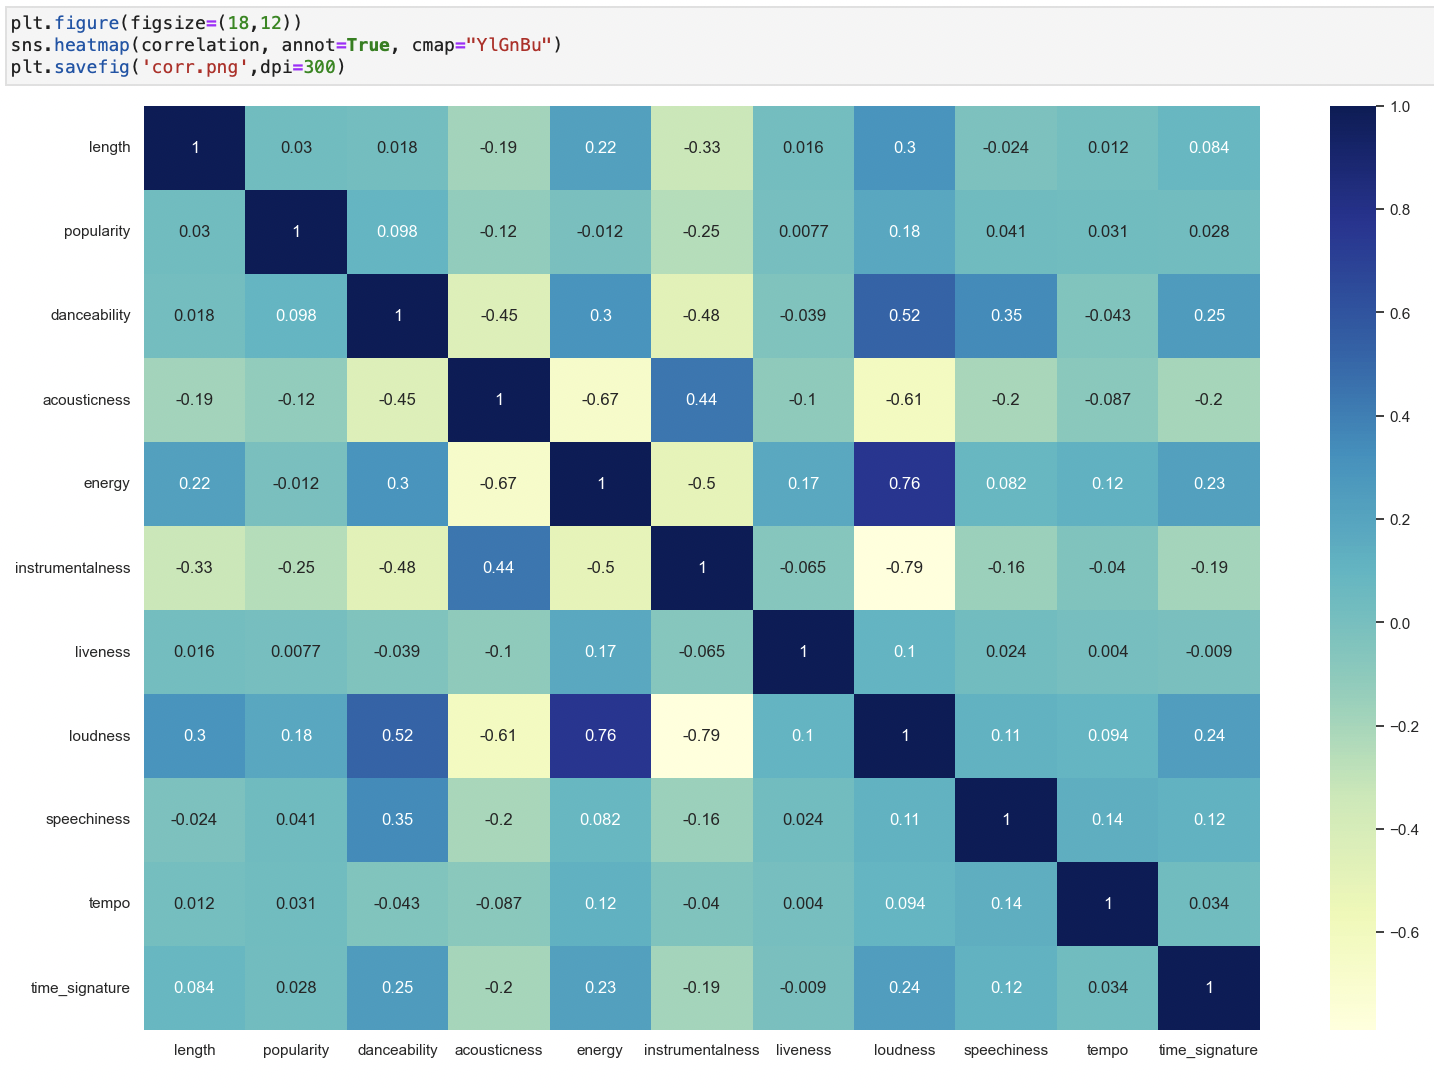 plt.figure(figsize=(18,12))
sns.heatmap(correlation, annot=True, cmap="YlGnBu")
plt.savefig('corr.png',dpi=300)
1.0
length 1 0.03 0.018 -0.19 0.22 -0.33 0.016 0.3 -0.024 0.012 0.084
0.8
popularity 0.03 1 0.098 -0.12 -0.012 -0.25 0.0077 0.18 0.041 0.031 0.028
0.6
danceability 0.018 0.098 1 -0.45 0.3 -0.48 -0.039 0.52 0.35 -0.043 0.25
acousticness -0.19 -0.12 -0.45 1 -0.67 0.44 -0.1 -0.61 -0.2 -0.087 -0.2
0.4
energy 0.22 -0.012 0.3 -0.67 1 -0.5 0.17 0.76 0.082 0.12 0.23
0.2
instrumentalness -0.33 -0.25 -0.48 0.44 -0.5 1 -0.065 -0.79 -0.16 -0.04 -0.19
0.0
liveness 0.016 0.0077 -0.039 -0.1 0.17 -0.065 1 0.1 0.024 0.004 -0.009
−0.2
loudness 0.3 0.18 0.52 -0.61 0.76 -0.79 0.1 1 0.11 0.094 0.24
speechiness -0.024 0.041 0.35 -0.2 0.082 -0.16 0.024 0.11 1 0.14 0.12
−0.4
tempo 0.012 0.031 -0.043 -0.087 0.12 -0.04 0.004 0.094 0.14 1 0.034
−0.6
time_signature 0.084 0.028 0.25 -0.2 0.23 -0.19 -0.009 0.24 0.12 0.034 1
length popularity danceability acousticness energy instrumentalness liveness loudness speechiness tempo time_signature